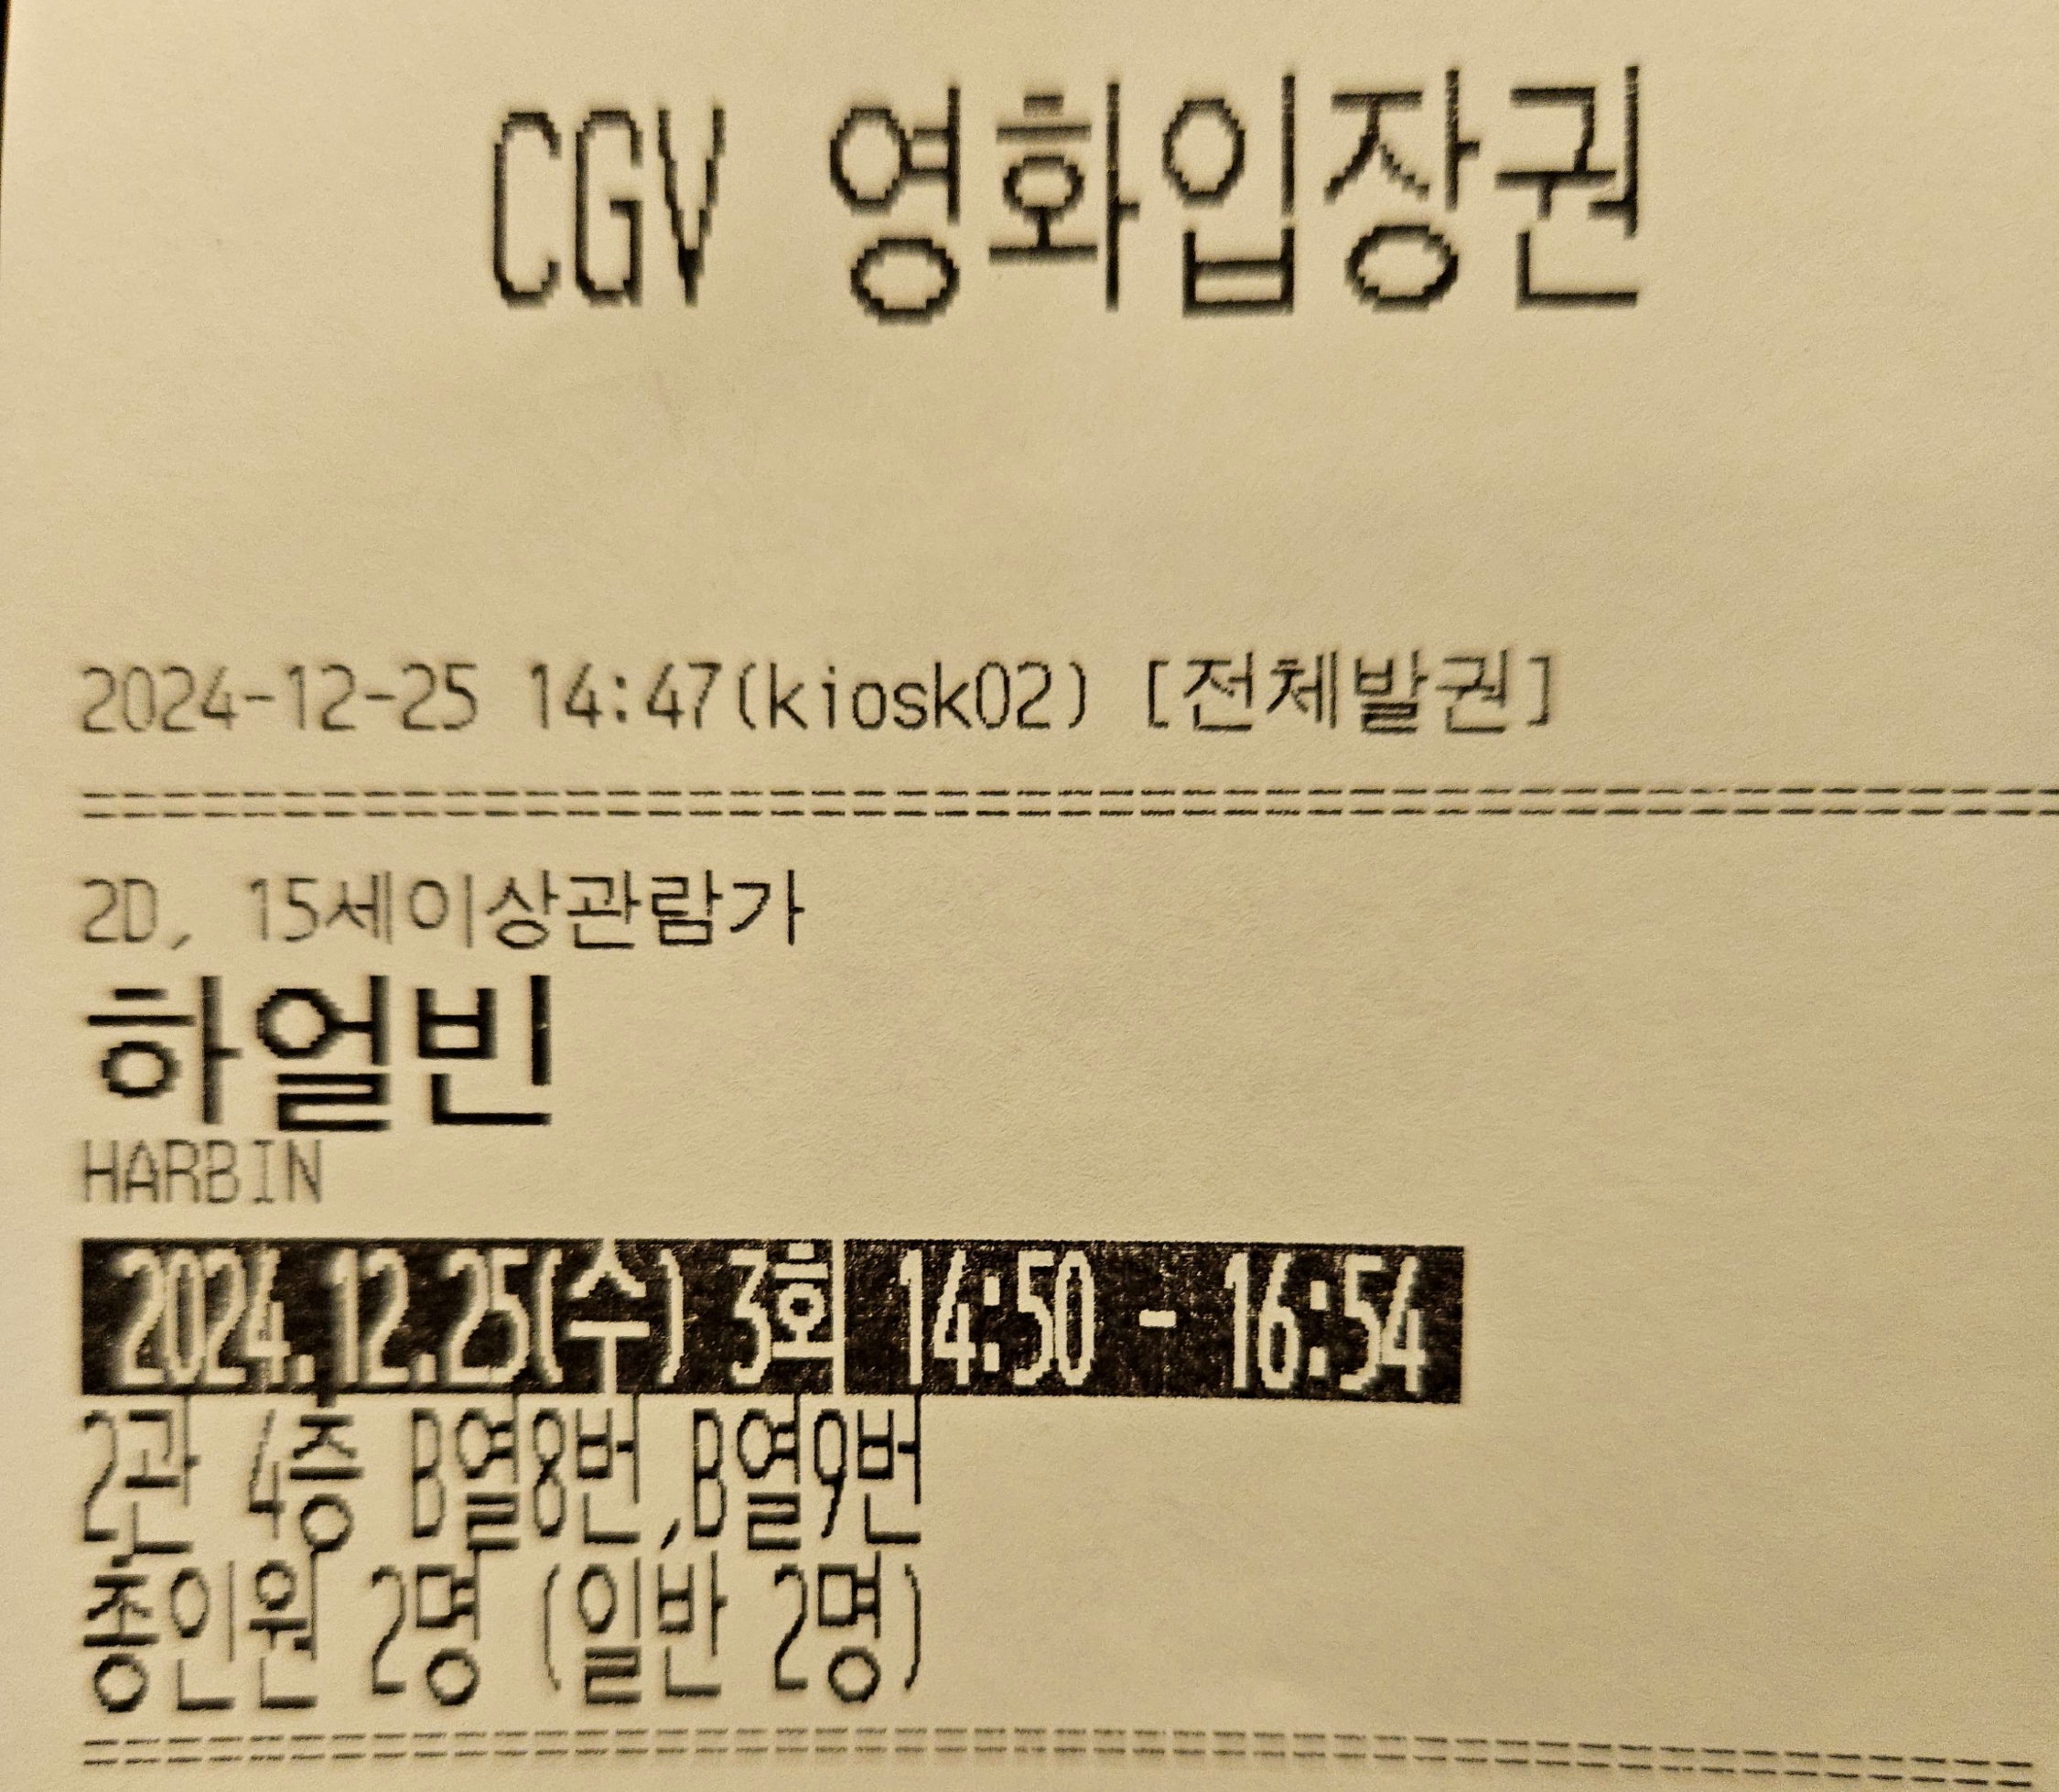 CGV 영화입장권
2024-12-25 14:47(kiosk02) [전체발권]
2D, 15세이상관람가
하얼빈
HARBIN
2024.12.25(수) 3회 14:50 - 16:54
2관 4층 B열8번,B열9번
총인원 2명 (일반 2명)